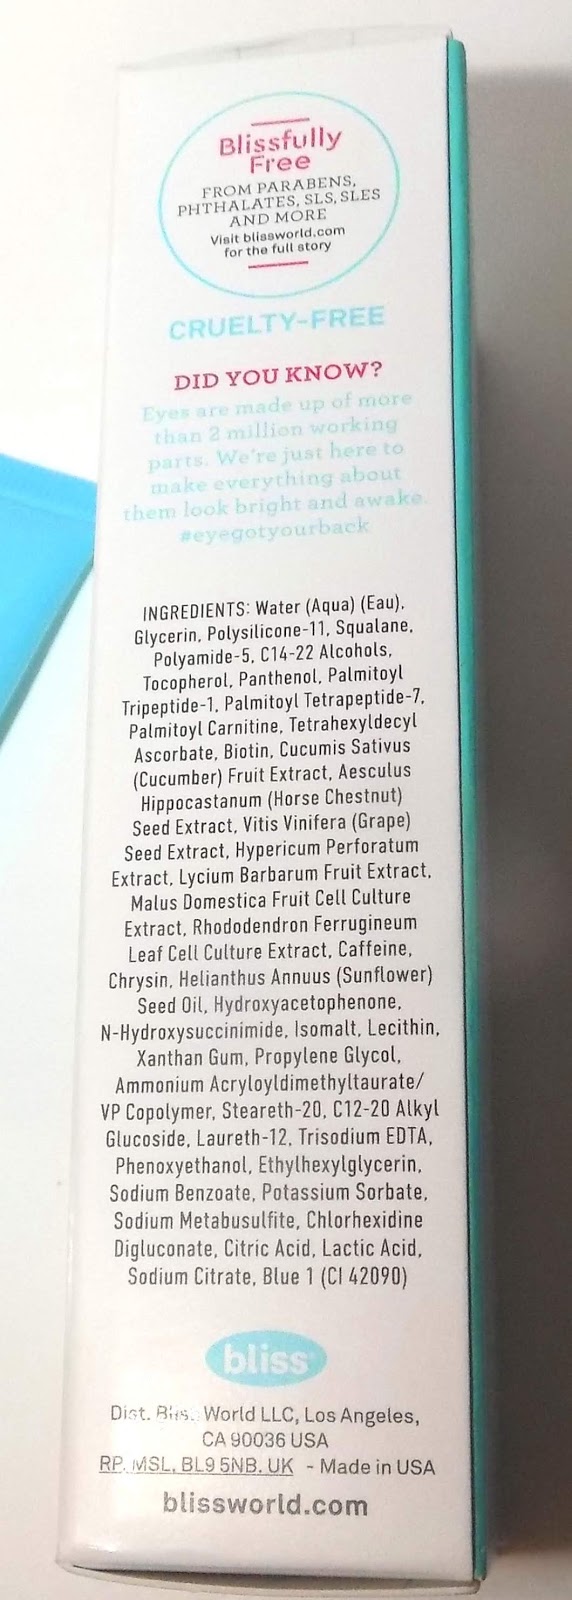 Blissfully
Free
FROM PARABENS,
PHTHALATES, SLS, SLES
AND MORE
Visit blissworld.com
for the full story
CRUELTY-FREE
DID YOU KNOW?
Eyes are made up of more
than 2 million working
parts. We're just here to
make everything about
them look bright and awake.
#eyegotyourback
INGREDIENTS: Water (Aqua) (Eau),
Glycerin, Polysilicone-11, Squalane,
Polyamide-5, C14-22 Alcohols,
Tocopherol, Panthenol, Palmitoyl
Tripeptide-1, Palmitoyl Tetrapeptide-7,
Palmitoyl Carnitine, Tetrahexyldecyl
Ascorbate, Biotin, Cucumis Sativus
(Cucumber) Fruit Extract, Aesculus
Hippocastanum (Horse Chestnut)
Seed Extract, Vitis Vinifera (Grape)
Seed Extract, Hypericum Perforatum
Extract, Lycium Barbarum Fruit Extract,
Malus Domestica Fruit Cell Culture
Extract, Rhododendron Ferrugineum
Leaf Cell Culture Extract, Caffeine,
Chrysin, Helianthus Annuus (Sunflower)
Seed Oil, Hydroxyacetophenone,
N-Hydroxysuccinimide, Isomalt, Lecithin,
Xanthan Gum, Propylene Glycol,
Ammonium Acryloyldimethyltaurate/
VP Copolymer, Steareth-20, C12-20 Alkyl
Glucoside, Laureth-12, Trisodium EDTA,
Phenoxyethanol, Ethylhexylglycerin,
Sodium Benzoate, Potassium Sorbate,
Sodium Metabusulfite, Chlorhexidine
Digluconate, Citric Acid, Lactic Acid,
Sodium Citrate, Blue 1 (CI 42090)
bliss
Dist. Bliss World LLC, Los Angeles,
CA 90036 USA
RP, MSL, BL9 5NB. UK - Made in USA
blissworld.com